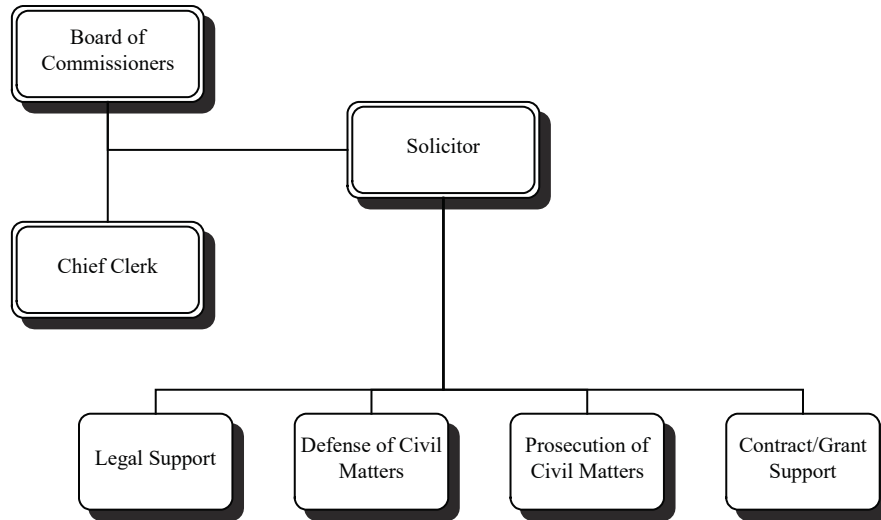 Board of
Commissioners
Solicitor
Chief Clerk
Legal Support
Defense of Civil
Matters
Prosecution of
Civil Matters
Contract/Grant
Support